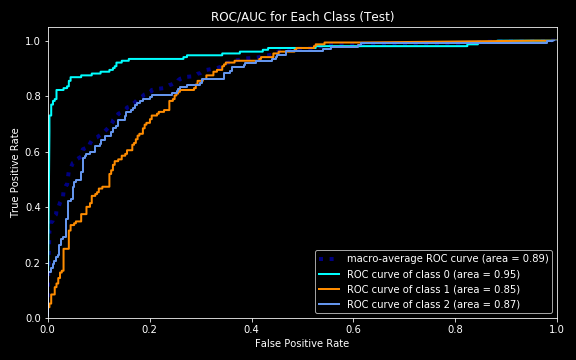 ROC/AUC for Each Class (Test)
True Positive Rate
1.0
0.8
0.6
0.4
0.2
0.0
macro-average ROC curve (area = 0.89)
ROC curve of class 0 (area = 0.95)
ROC curve of class 1 (area = 0.85)
ROC curve of class 2 (area = 0.87)
0.0 0.2 0.4 0.6 0.8 1.0
False Positive Rate